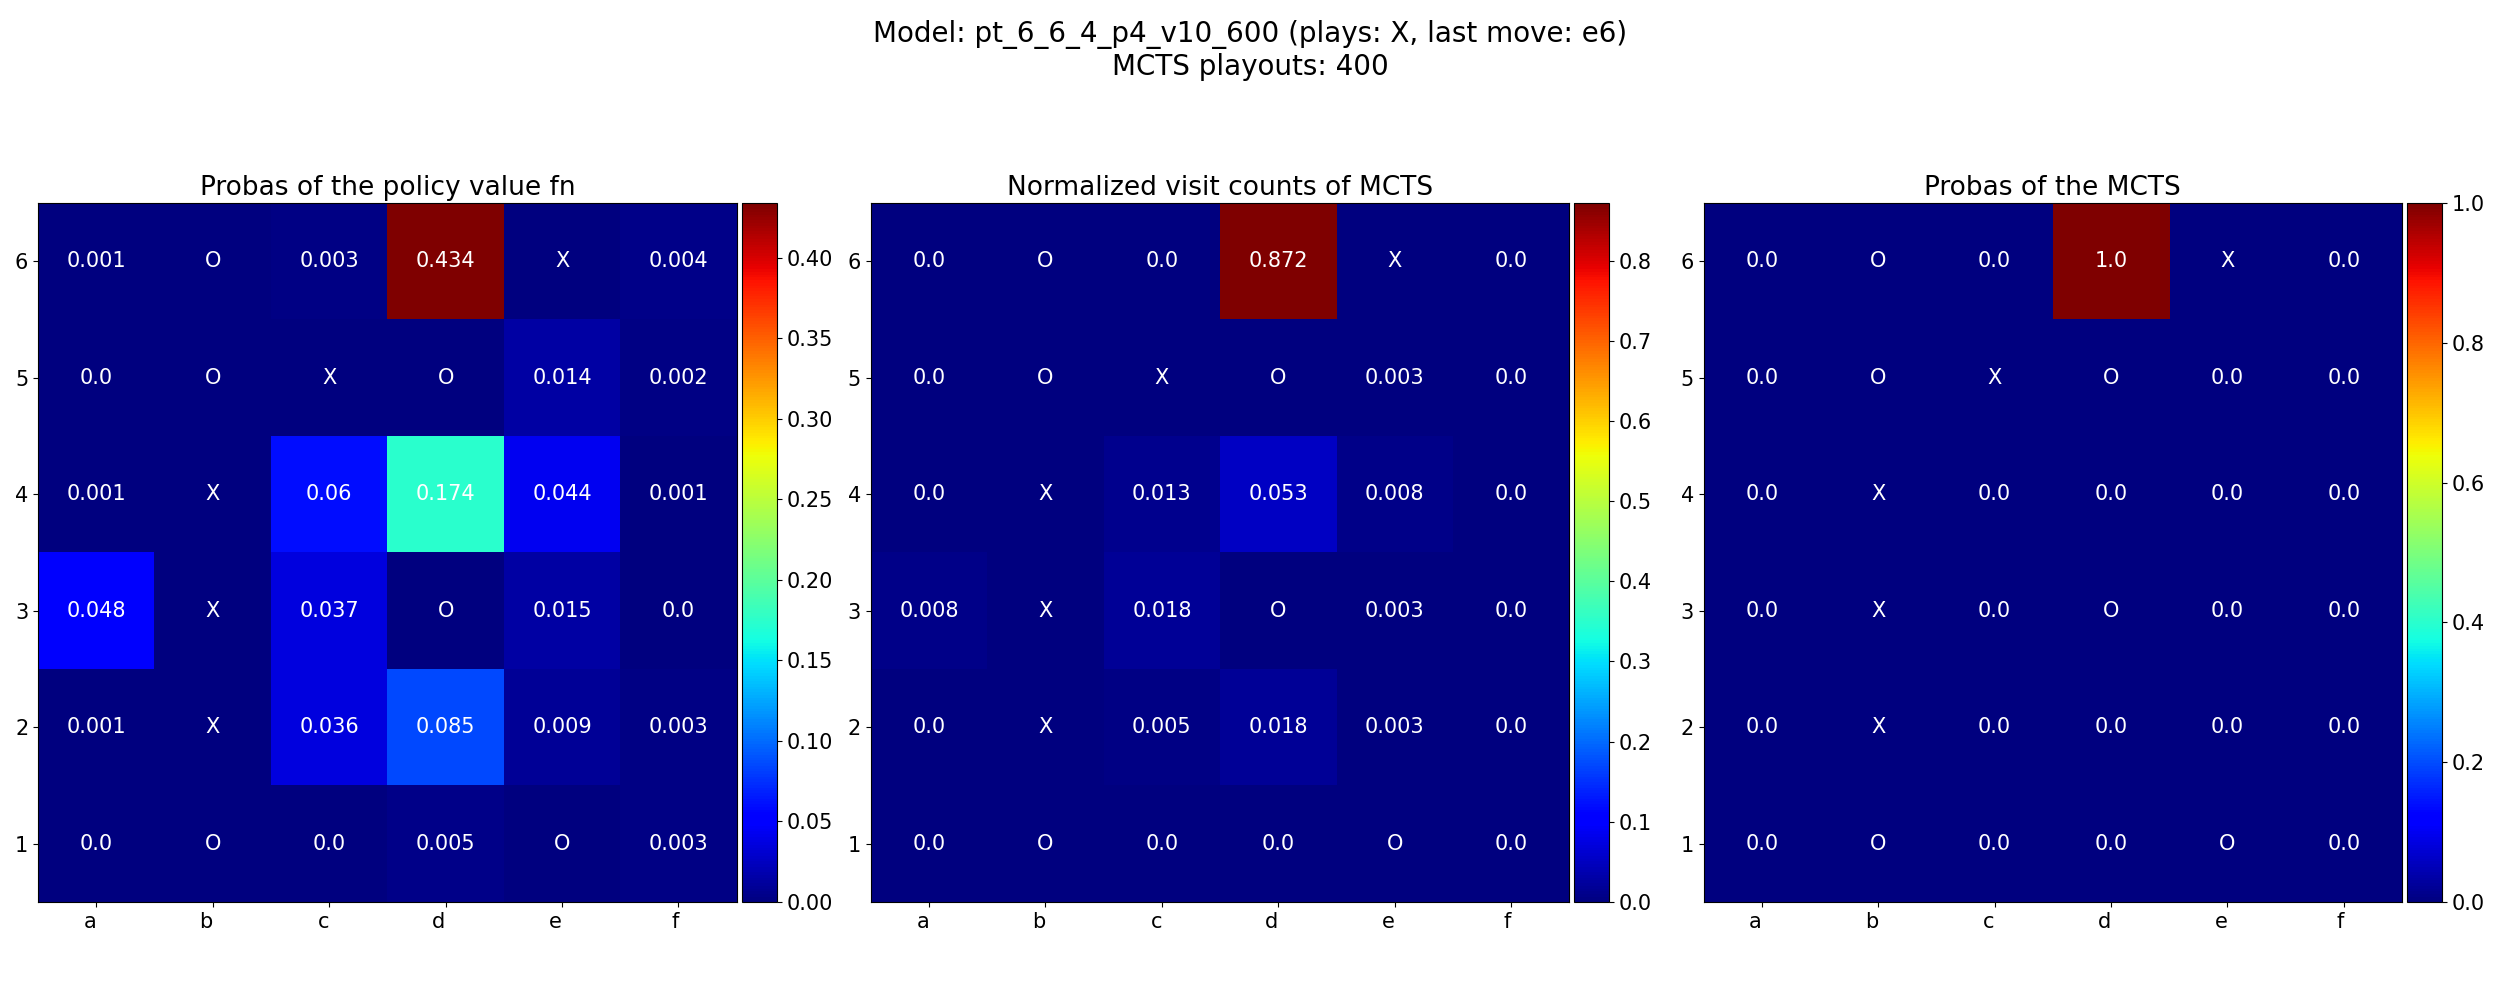 Model: pt_6_6_4_p4_v10_600 (plays: X, last move: e6)
MCTS playouts: 400
Probas of the policy value fn
6 0.001 O 0.003 0.434 X 0.004
5 0.0 O X O 0.014 0.002
4 0.001 X 0.06 0.174 0.044 0.001
3 0.048 X 0.037 O 0.015 0.0
2 0.001 X 0.036 0.085 0.009 0.003
1 0.0 O 0.0 0.005 O 0.003
a b c d e f
0.40
0.35
0.30
0.25
0.20
0.15
0.10
0.05
0.00
Normalized visit counts of MCTS
6 0.0 O 0.0 0.872 X 0.0
5 0.0 O X O 0.003 0.0
4 0.0 X 0.013 0.053 0.008 0.0
3 0.008 X 0.018 O 0.003 0.0
2 0.0 X 0.005 0.018 0.003 0.0
1 0.0 O 0.0 0.0 O 0.0
a b c d e f
0.8
0.7
0.6
0.5
0.4
0.3
0.2
0.1
0.0
Probas of the MCTS
6 0.0 O 0.0 1.0 X 0.0
5 0.0 O X O 0.0 0.0
4 0.0 X 0.0 0.0 0.0 0.0
3 0.0 X 0.0 O 0.0 0.0
2 0.0 X 0.0 0.0 0.0 0.0
1 0.0 O 0.0 0.0 O 0.0
a b c d e f
1.0
0.8
0.6
0.4
0.2
0.0